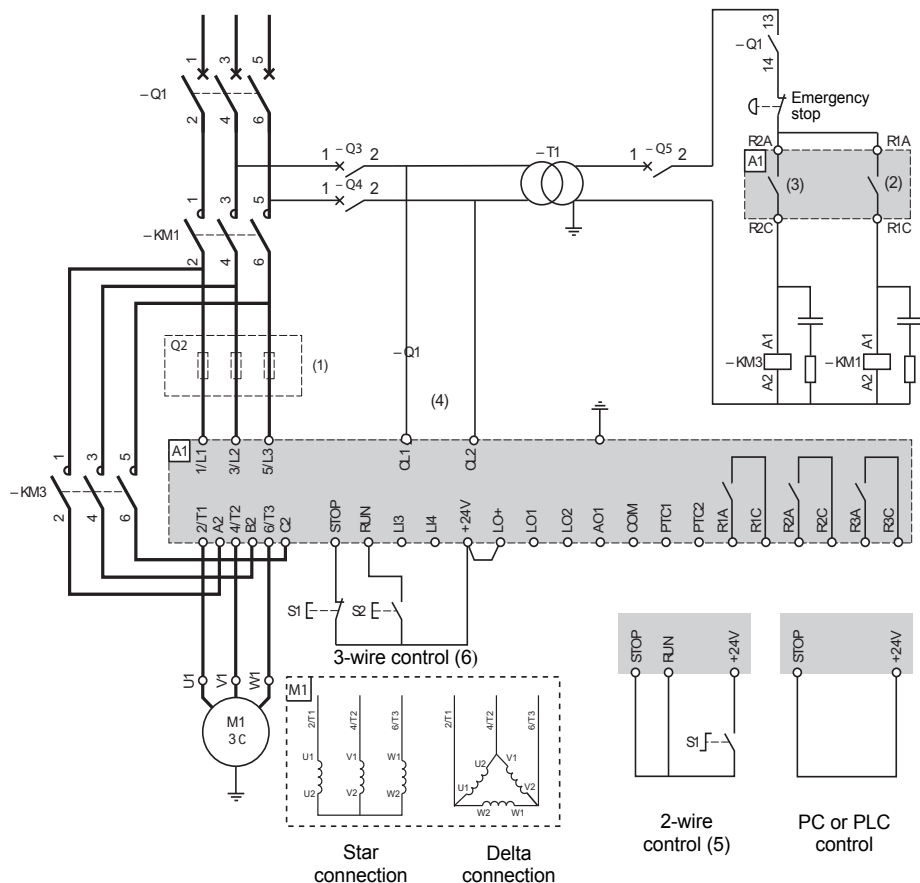 1 3 5
–Q1
2 4 6
1 –Q3 2
1 –Q4 2
–T1
1 –Q5 2
13
–Q1
14
Emergency
stop
R2A R1A
A1
(3) (2)
R2C R1C
1 3 5
–KM1
2 4 6
Q2
(1)
–Q1
(4)
A1 A1
–KM3 –KM1
A2 A2
A1
1/L1 3/L2 5/L3 CL1 CL2
1 3 5
–KM3
2 4 6
2/T1 A2 4/T2 B2 6/T3 C2 STOP RUN LI3 LI4 +24V LO+ LO1 LO2 AO1 COM PTC1 PTC2 R1A R1C R2A R2C R3A R3C
S1 S2
3-wire control (6)
U1 V1 W1
M1
3 C
M1
2/T1 4/T2 6/T3
U1 V1 W1
U2 V2 W2
2/T1 4/T2 6/T3
U2 V1
U1 V2
W2 W1
Star
connection
Delta
connection
STOP RUN +24V
S1
2-wire
control (5)
STOP +24V
PC or PLC
control